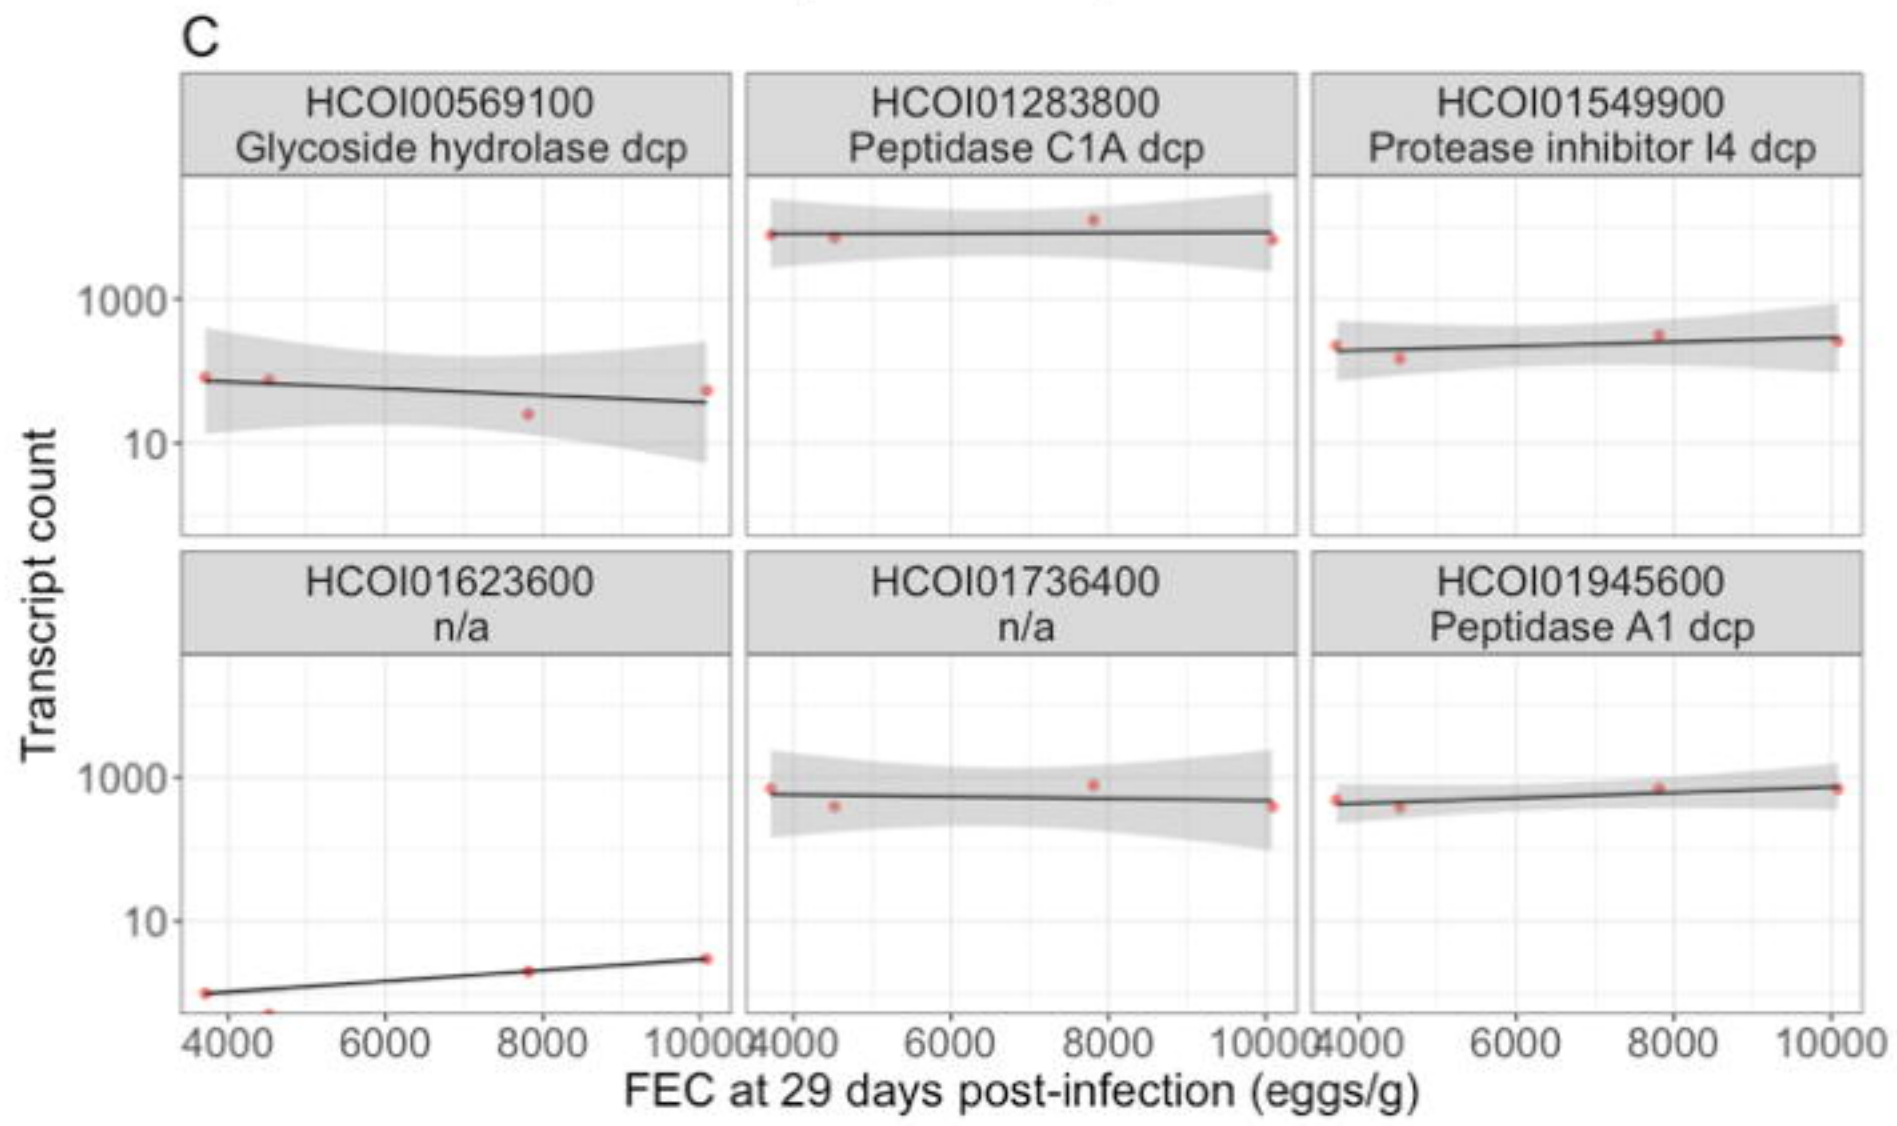 C
HCOI00569100
Glycoside hydrolase dcp
HCOI01283800
Peptidase C1A dcp
HCOI01549900
Protease inhibitor I4 dcp
1000
10
HCOI01623600
n/a
HCOI01736400
n/a
HCOI01945600
Peptidase A1 dcp
1000
10
Transcript count
4000 6000 8000 10000
4000 6000 8000 10000
4000 6000 8000 10000
FEC at 29 days post-infection (eggs/g)